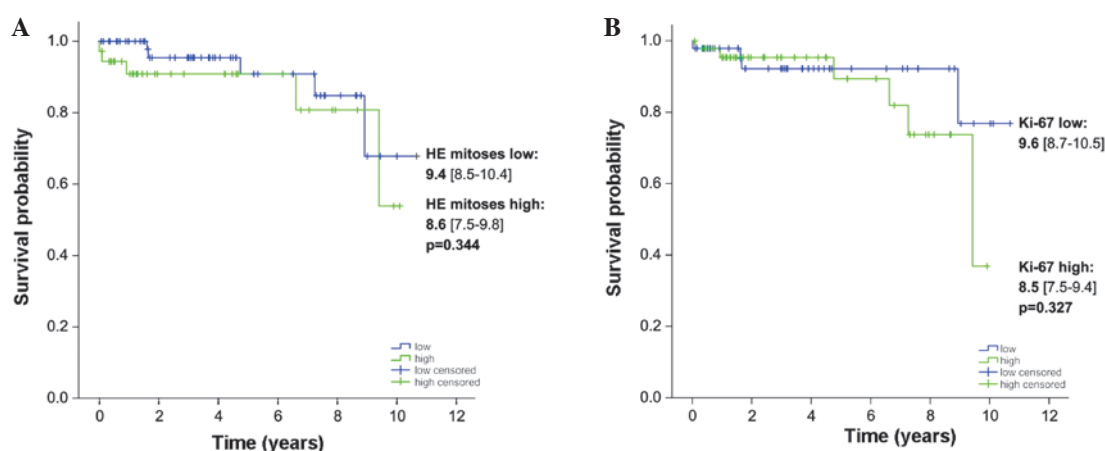 A
1.0
0.8
0.6
0.4
0.2
0.0
Survival probability
HE mitoses low:
9.4 [8.5-10.4]
HE mitoses high:
8.6 [7.5-9.8]
p=0.344
low
high
low censored
high censored
0 2 4 6 8 10 12
Time (years)
B
1.0
0.8
0.6
0.4
0.2
0.0
Survival probability
Ki-67 low:
9.6 [8.7-10.5]
Ki-67 high:
8.5 [7.5-9.4]
p=0.327
low
high
low censored
high censored
0 2 4 6 8 10 12
Time (years)